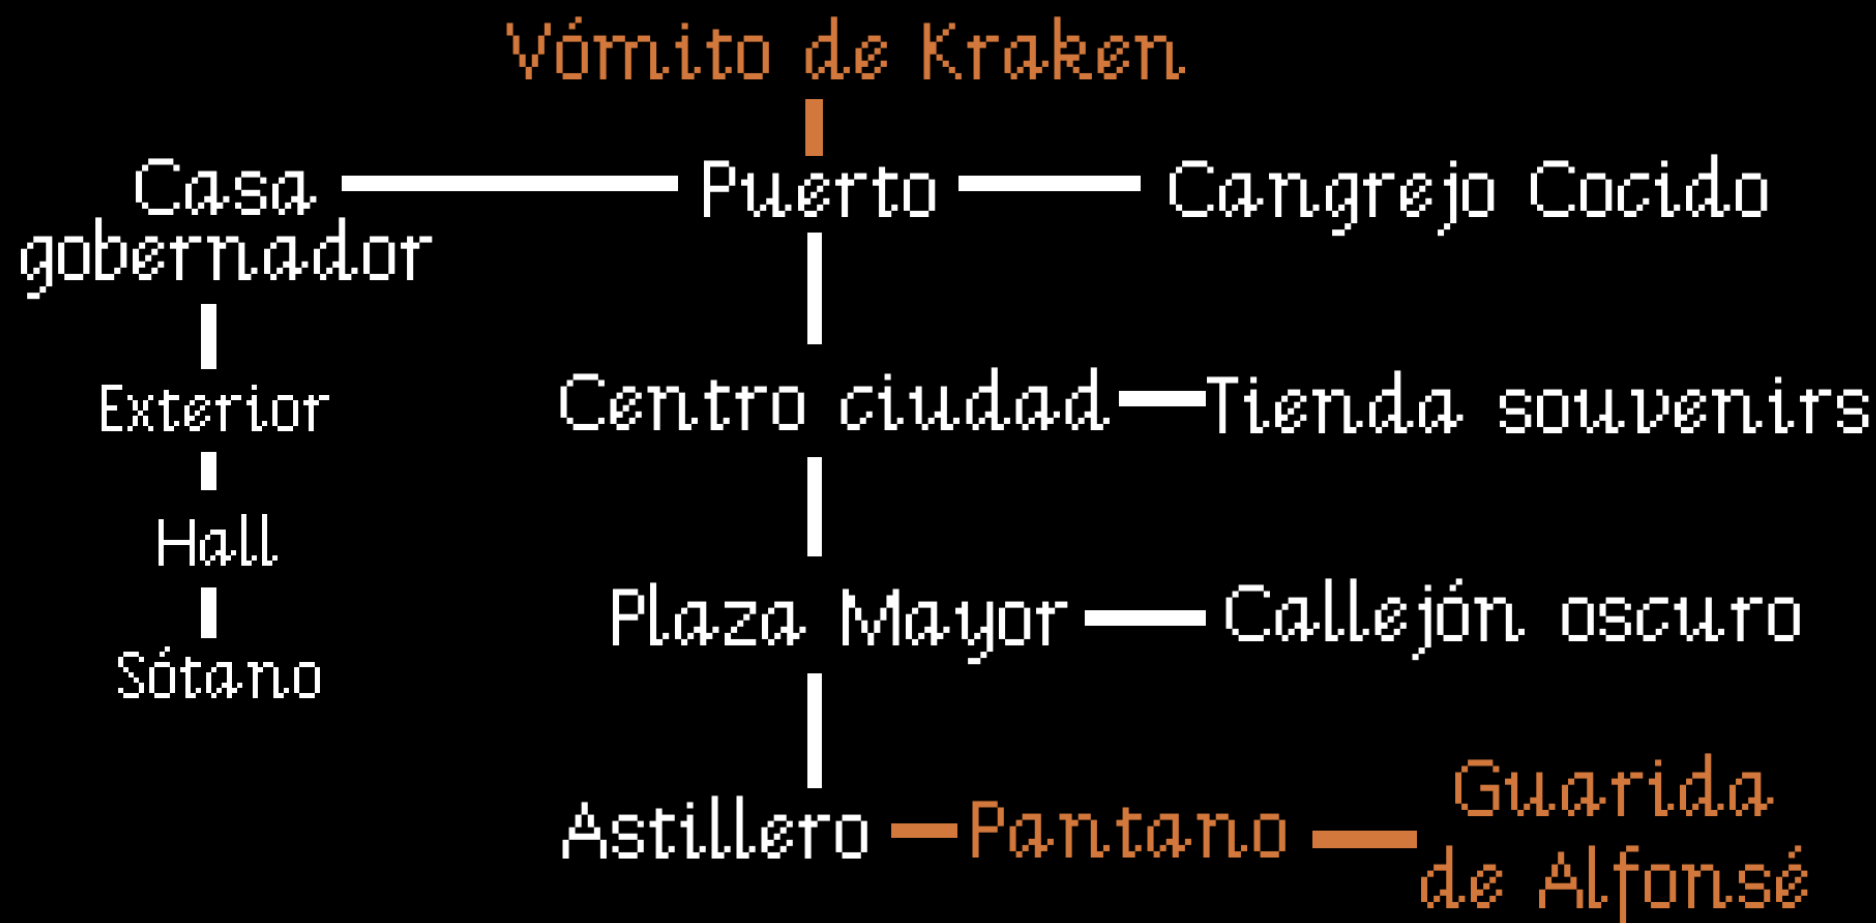 Vómito de Kraken
Casa
gobernador
Puerto
Cangrejo Cocido
Exterior
Centro ciudad
Tienda souvenirs
Hall
Plaza Mayor
Callejón oscuro
Sótano
Astillero
Pantano
Guarida
de Alfonsé